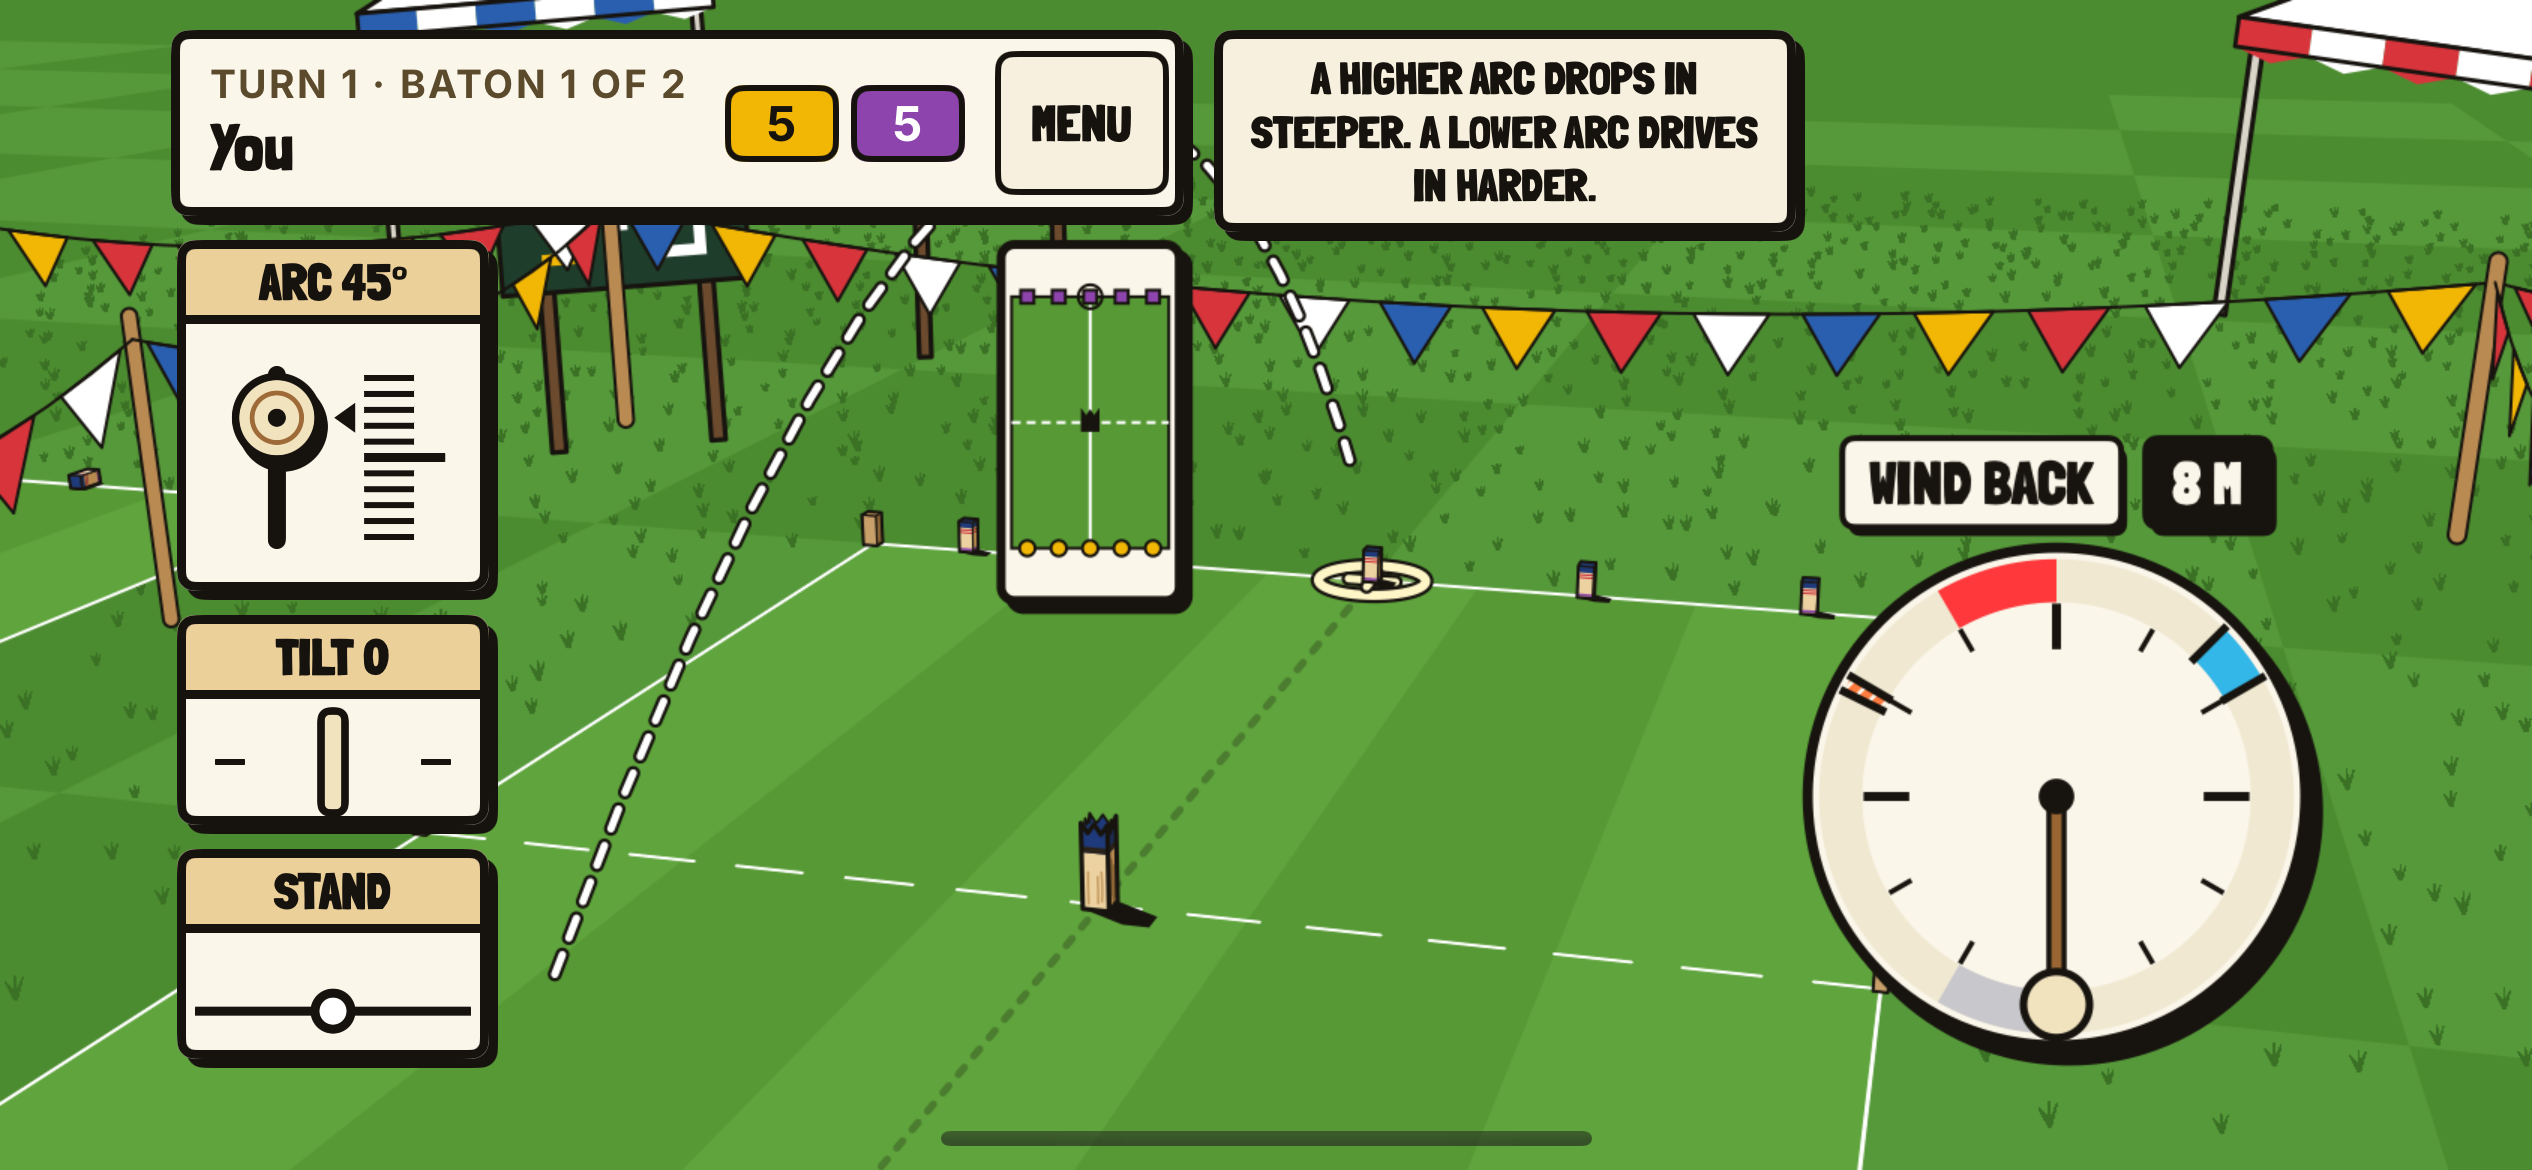 TURN 1 · BATON 1 OF 2
You
5 5
MENU
A HIGHER ARC DROPS IN
STEEPER. A LOWER ARC DRIVES
IN HARDER.
ARC 45°
TILT 0
STAND
WIND BACK
8 M